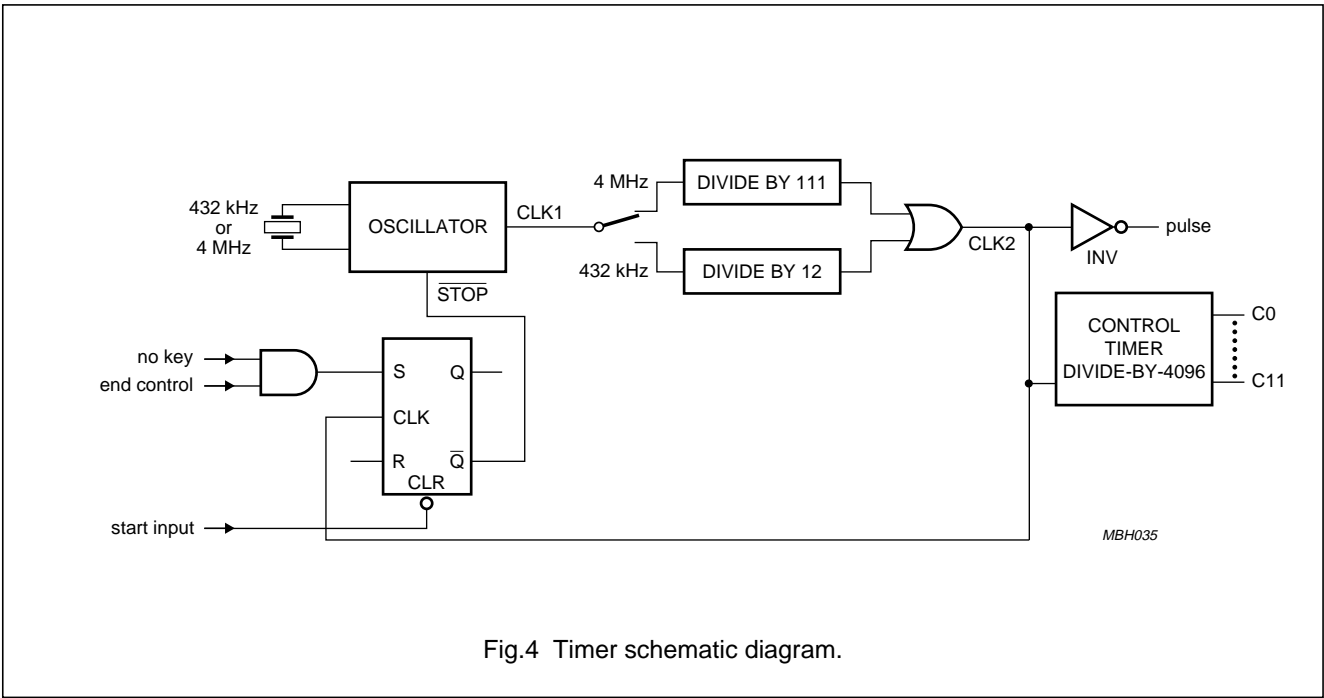 432 kHz
or
4 MHz
OSCILLATOR
CLK1
4 MHz
432 kHz
DIVIDE BY 111
DIVIDE BY 12
CLK2
INV
pulse
STOP
CONTROL
TIMER
DIVIDE-BY-4096
C0
C11
no key
end control
S
Q
CLK
R
Q
CLR
start input
MBH035
Fig.4 Timer schematic diagram.